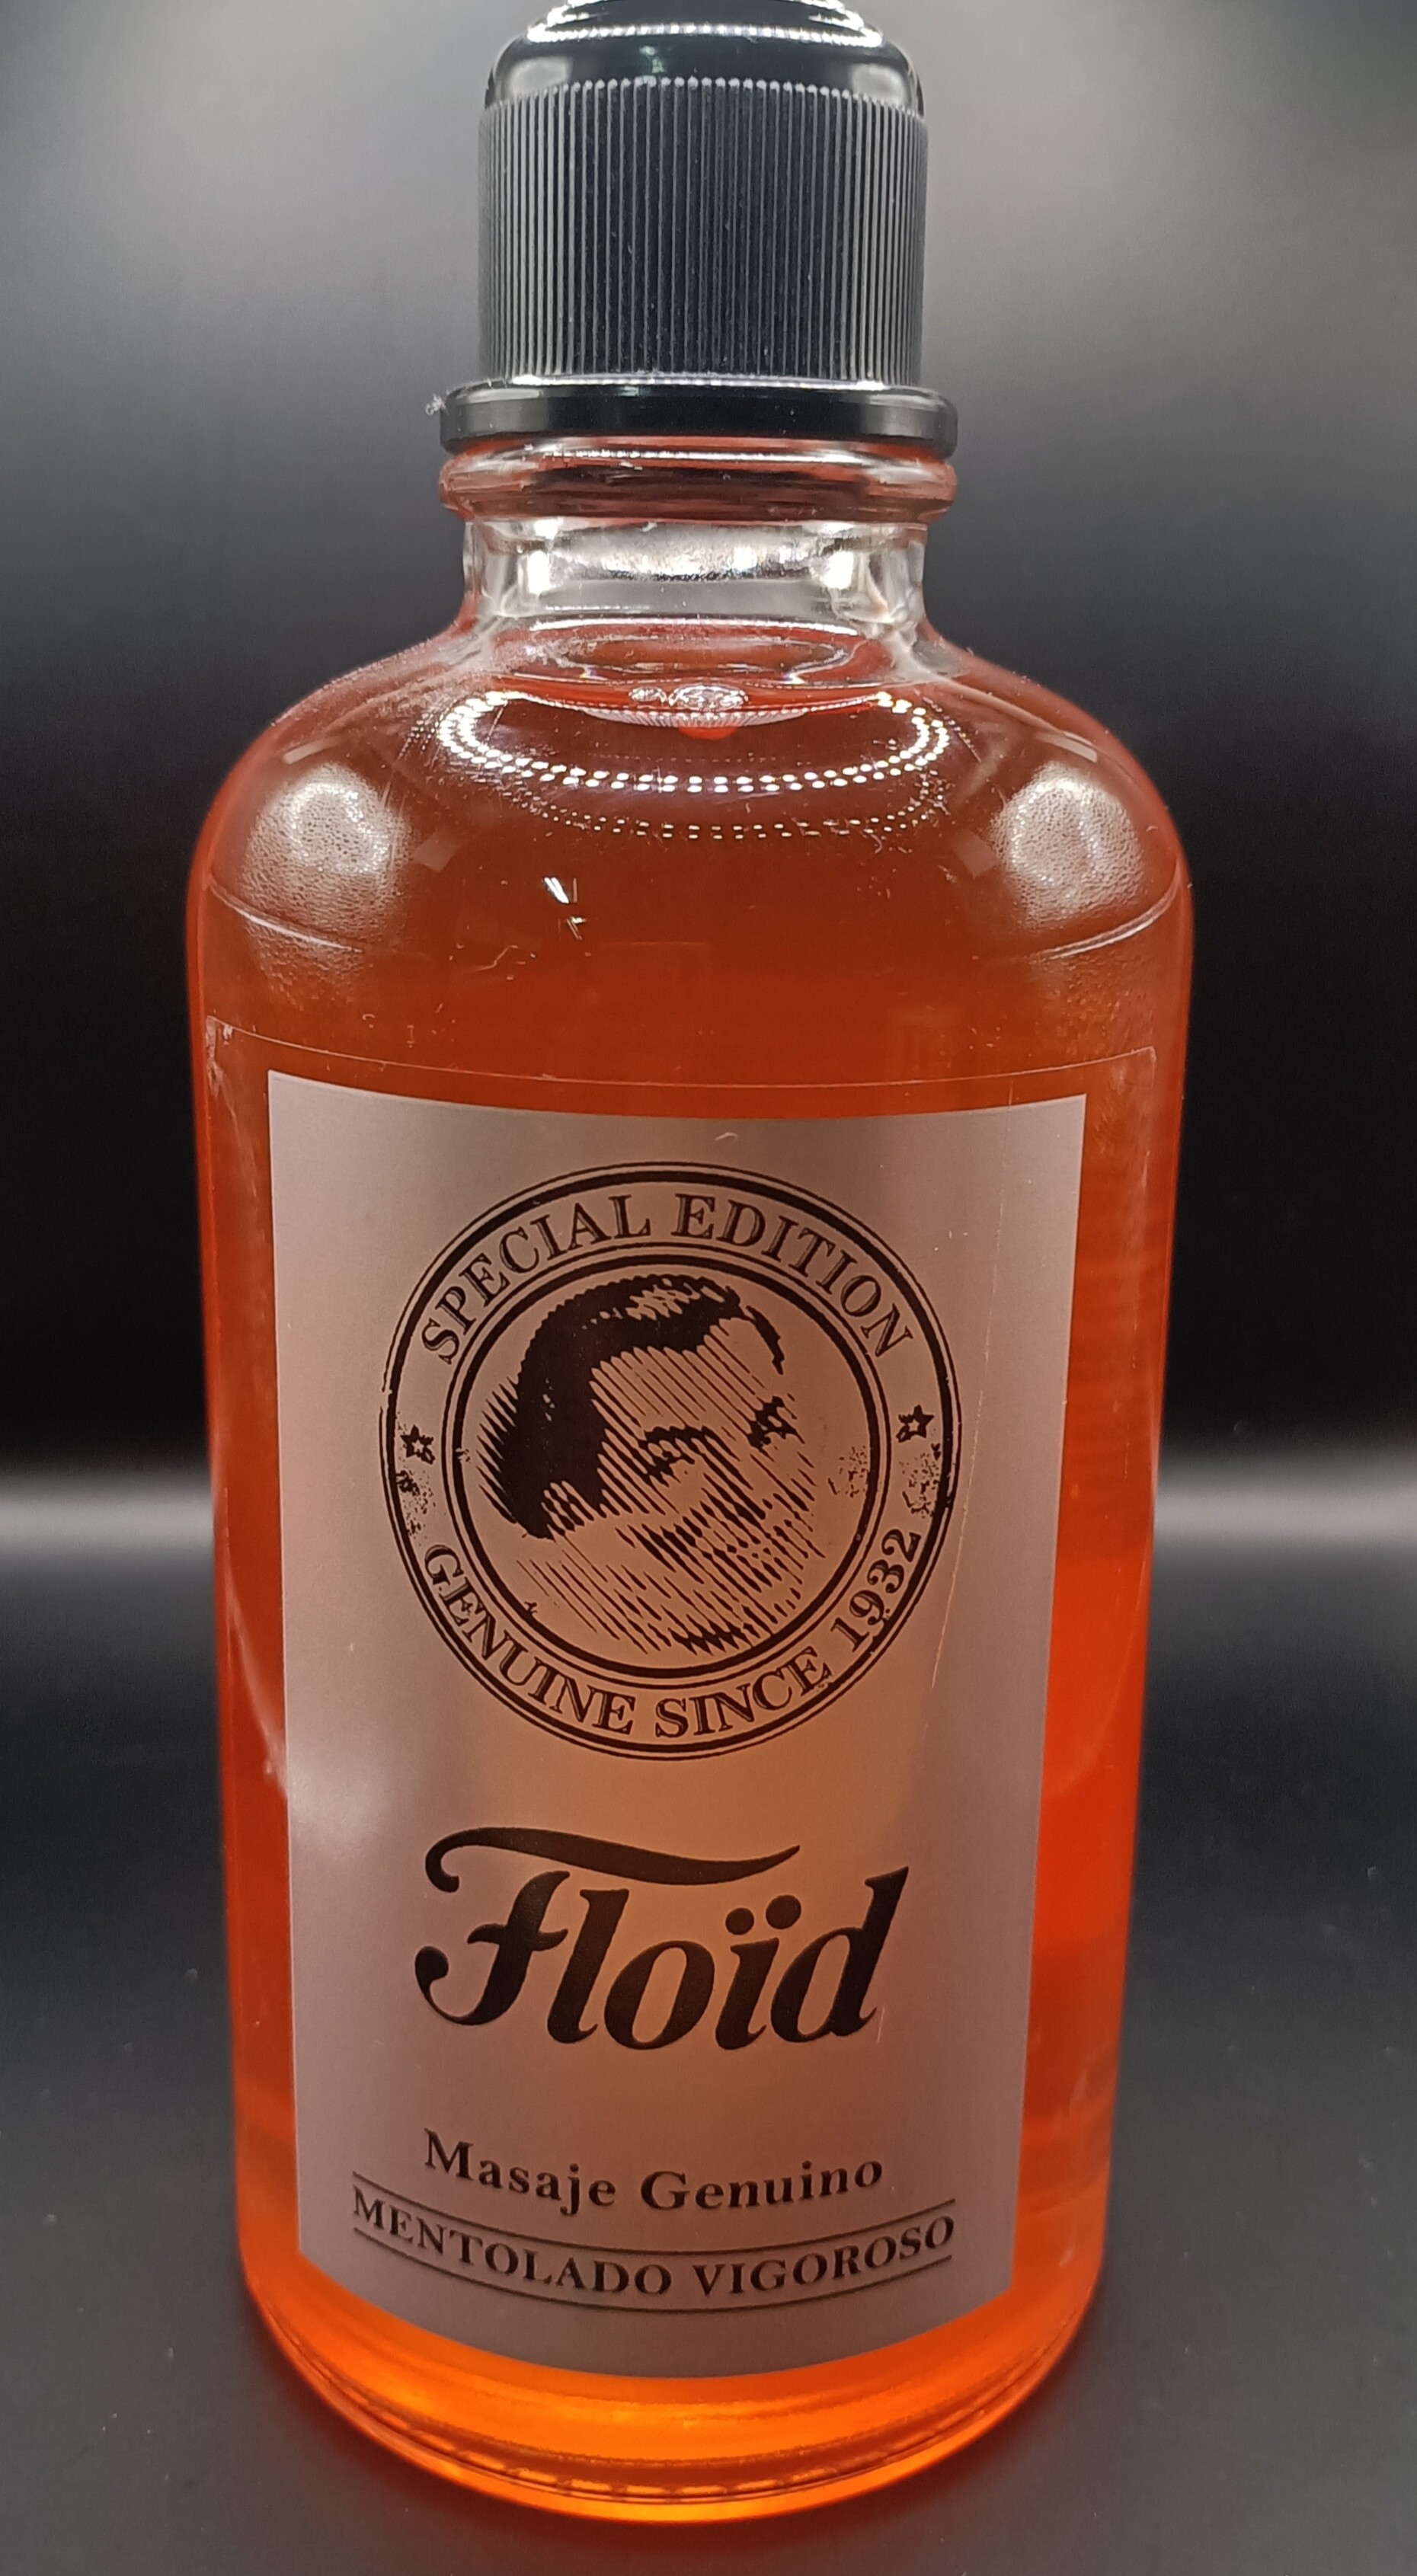 SPECIAL EDITION
GENUINE SINCE 1932
Floïd
Masaje Genuino
MENTOLADO VIGOROSO